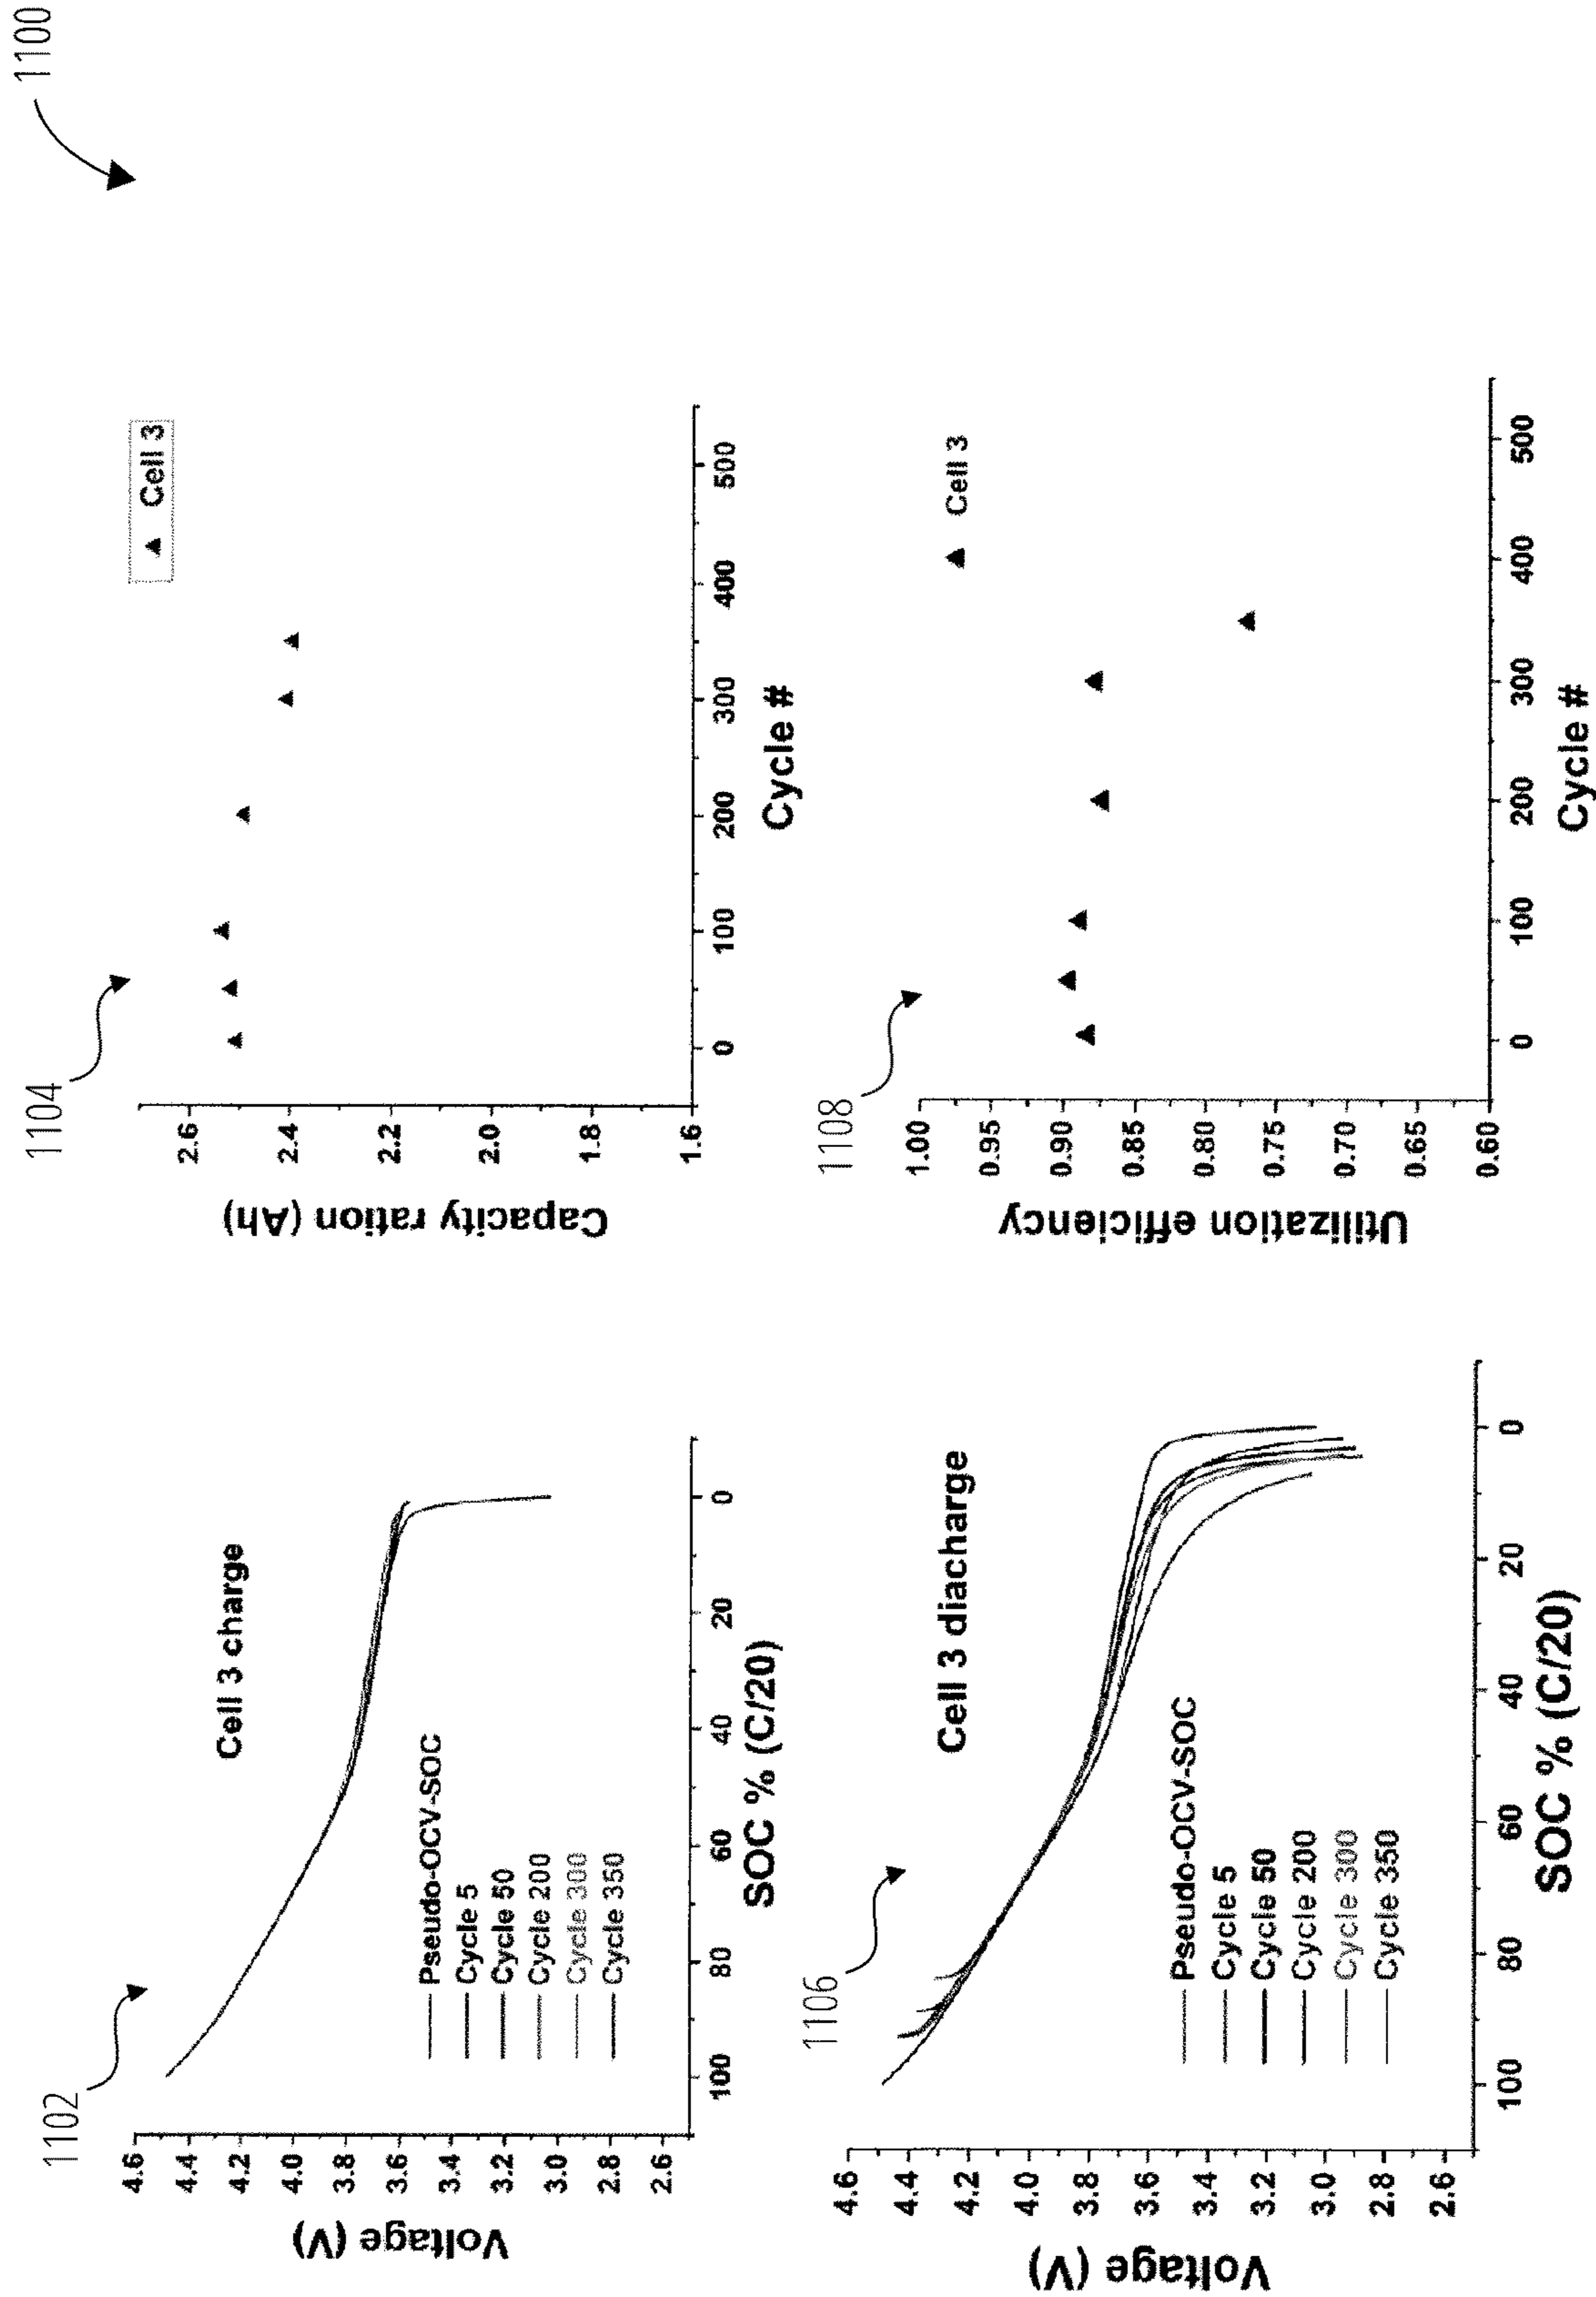 1100
1102
4.6
4.4
4.2
4.0
3.8
3.6
3.4
3.2
3.0
2.8
2.6
Voltage (V)
Cell 3 charge
Pseudo-OCV-SOC
Cycle 5
Cycle 50
Cycle 200
Cycle 300
Cycle 350
100
80
60
40
20
0
SOC % (C/20)
1104
2.6
2.4
2.2
2.0
1.8
1.6
Capacity ration (Ah)
Cell 3
0
100
200
300
400
500
Cycle #
1106
4.6
4.4
4.2
4.0
3.8
3.6
3.4
3.2
3.0
2.8
2.6
Voltage (V)
Cell 3 diacharge
Pseudo-OCV-SOC
Cycle 5
Cycle 50
Cycle 200
Cycle 300
Cycle 350
100
80
60
40
20
0
SOC % (C/20)
1108
1.00
0.95
0.90
0.85
0.80
0.75
0.70
0.65
0.60
Utilization efficiency
Cell 3
0
100
200
300
400
500
Cycle #